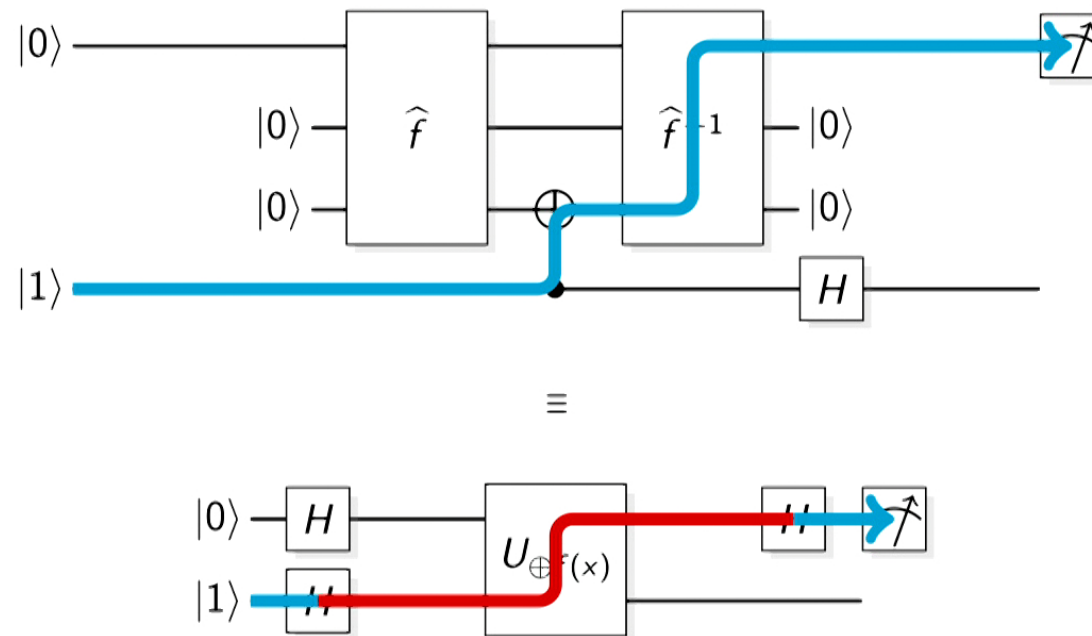 |0⟩
|0⟩ f̂ f̂⁻¹ |0⟩
|0⟩ |0⟩
|1⟩ H
≡
|0⟩ H H
U⊕f(x)
|1⟩ H